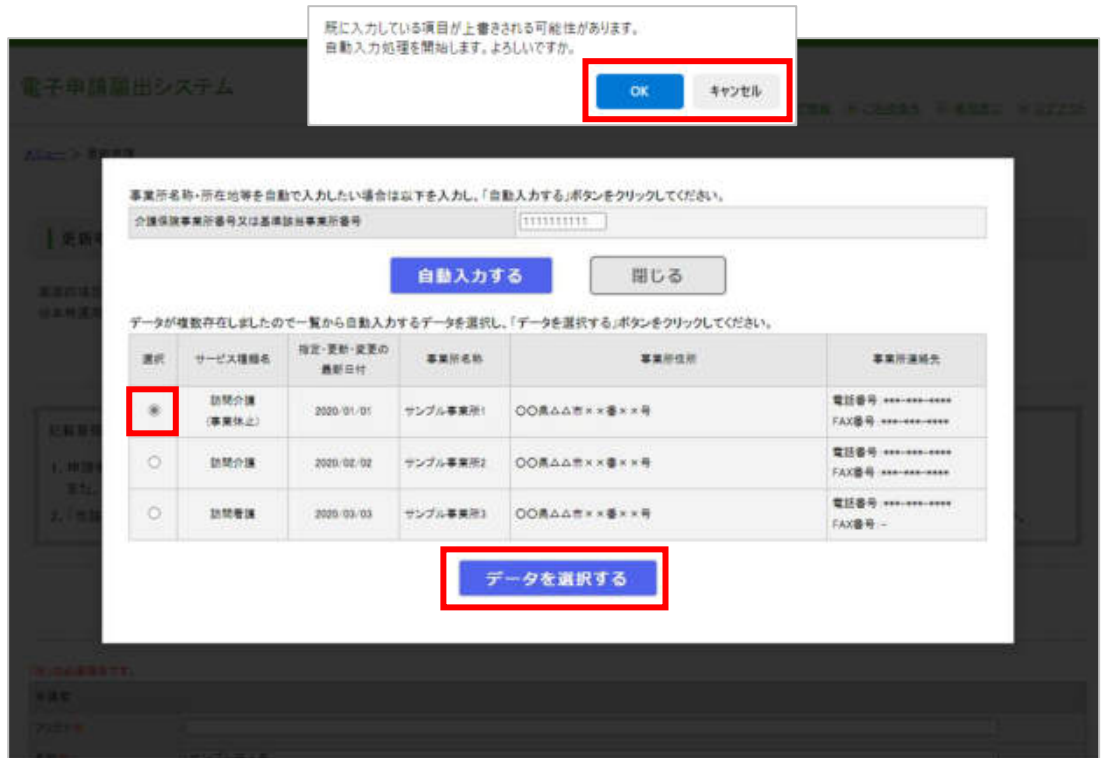 既に入力している項目が上書きされる可能性があります。
自動入力処理を開始します。よろしいですか。
OK キャンセル
電子申請届出システム
メニュー >
事業所名称・所在地等を自動で入力したい場合は以下を入力し、「自動入力する」ボタンをクリックしてください。
介護保険事業所番号又は基準該当事業所番号 1111111111
自動入力する 閉じる
データが複数存在しましたので一覧から自動入力するデータを選択し、「データを選択する」ボタンをクリックしてください。
選択 サービス種類名 指定・更新・変更の最新日付 事業所名称 事業所住所 事業所連絡先
訪問介護 (事業休止) 2020/01/01 サンプル事業所1 〇〇県△△市××番××号 電話番号 ***-***-**** FAX番号 ***-***-****
訪問介護 2020/02/02 サンプル事業所2 〇〇県△△市××番××号 電話番号 ***-***-**** FAX番号 ***-***-****
訪問看護 2020/03/03 サンプル事業所3 〇〇県△△市××番××号 電話番号 ***-***-**** FAX番号 -
データを選択する
申請者
フリガナ